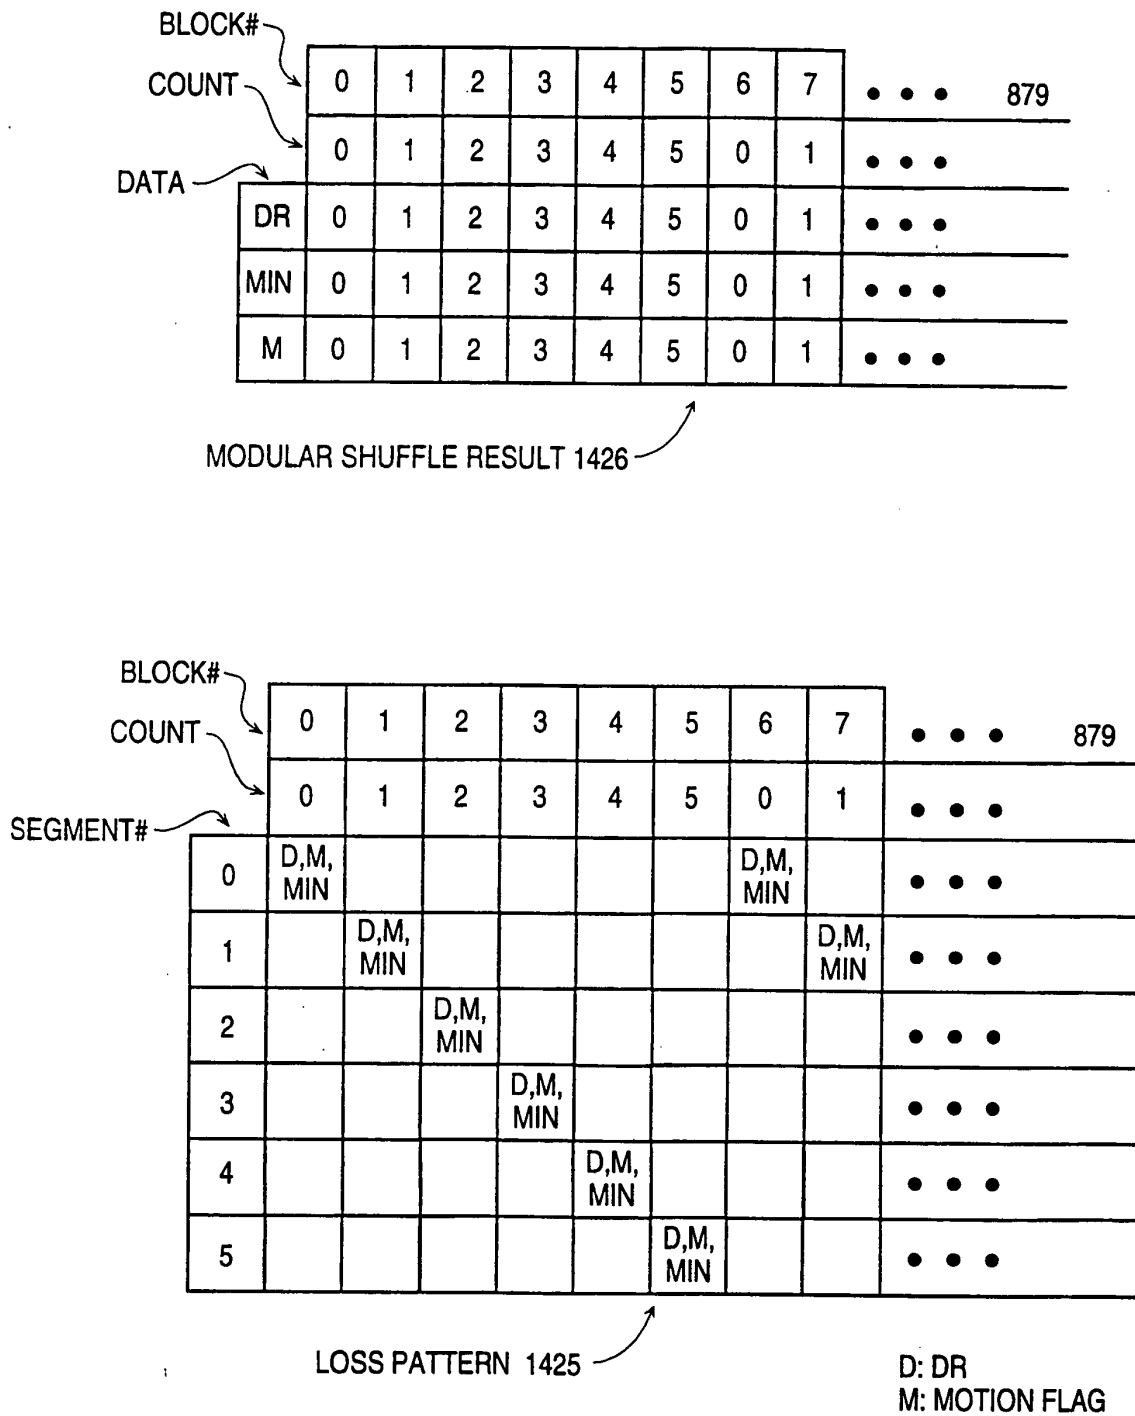 BLOCK#
0 1 2 3 4 5 6 7 • • • 879
COUNT
0 1 2 3 4 5 0 1 • • •
DATA
DR 0 1 2 3 4 5 0 1 • • •
MIN 0 1 2 3 4 5 0 1 • • •
M 0 1 2 3 4 5 0 1 • • •
MODULAR SHUFFLE RESULT 1426
BLOCK#
0 1 2 3 4 5 6 7 • • • 879
COUNT
0 1 2 3 4 5 0 1 • • •
SEGMENT#
0 D,M, MIN D,M, MIN • • •
1 D,M, MIN D,M, MIN • • •
2 D,M, MIN • • •
3 D,M, MIN • • •
4 D,M, MIN • • •
5 D,M, MIN • • •
LOSS PATTERN 1425
D: DR
M: MOTION FLAG